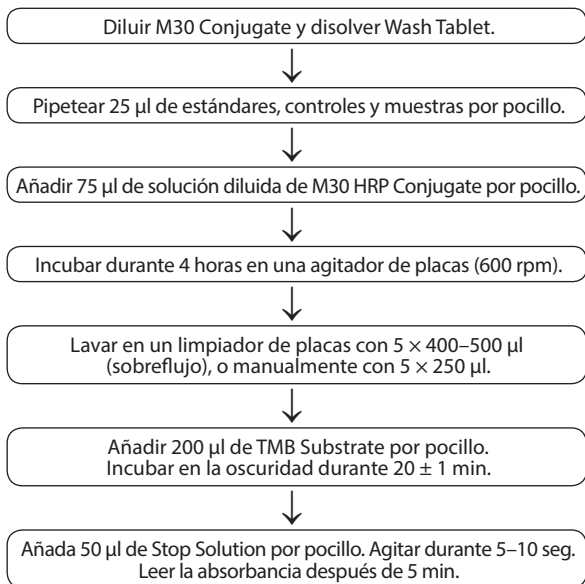 Diluir M30 Conjugate y disolver Wash Tablet.
Pipetear 25 µl de estándares, controles y muestras por pocillo.
Añadir 75 µl de solución diluida de M30 HRP Conjugate por pocillo.
Incubar durante 4 horas en una agitador de placas (600 rpm).
Lavar en un limpiador de placas con 5 × 400–500 µl
(sobreflujo), o manualmente con 5 × 250 µl.
Añadir 200 µl de TMB Substrate por pocillo.
Incubar en la oscuridad durante 20 ± 1 min.
Añada 50 µl de Stop Solution por pocillo. Agitar durante 5–10 seg.
Leer la absorbancia después de 5 min.